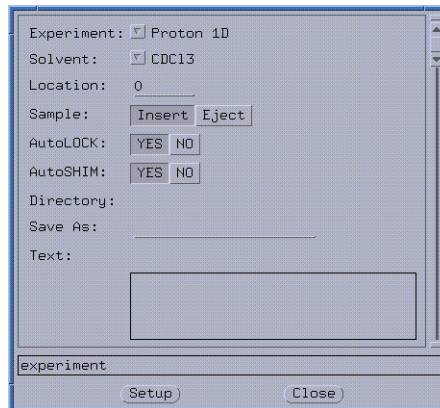 Experiment: Proton 1D
Solvent: CDCl3
Location: 0
Sample: Insert Eject
AutoLOCK: YES NO
AutoSHIM: YES NO
Directory:
Save As:
Text:
experiment
Setup Close